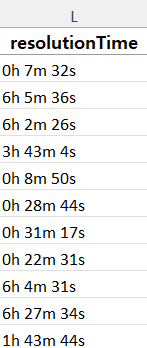 L
resolutionTime
0h 7m 32s
6h 5m 36s
6h 2m 26s
3h 43m 4s
0h 8m 50s
0h 28m 44s
0h 31m 17s
0h 22m 31s
6h 4m 31s
6h 27m 34s
1h 43m 44s